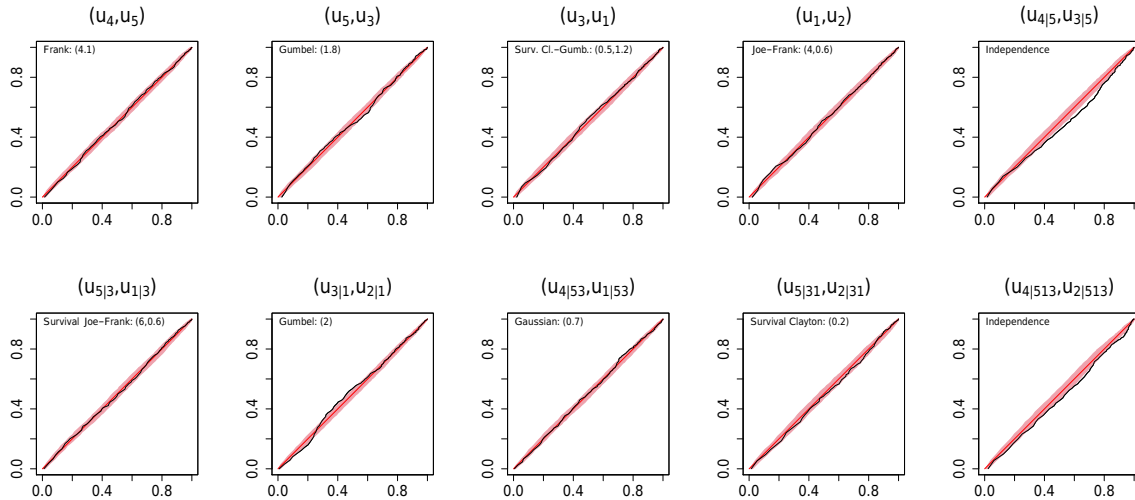 (u4,u5) (u5,u3) (u3,u1) (u1,u2) (u4|5,u3|5)
Frank: (4.1) Gumbel: (1.8) Surv. Cl.−Gumb.: (0.5,1.2) Joe−Frank: (4,0.6) Independence
0.8 0.8 0.8 0.8 0.8
0.4 0.4 0.4 0.4 0.4
0.0 0.0 0.0 0.0 0.0
0.0 0.4 0.8 0.0 0.4 0.8 0.0 0.4 0.8 0.0 0.4 0.8 0.0 0.4 0.8
(u5|3,u1|3) (u3|1,u2|1) (u4|53,u1|53) (u5|31,u2|31) (u4|513,u2|513)
Survival Joe−Frank: (6,0.6) Gumbel: (2) Gaussian: (0.7) Survival Clayton: (0.2) Independence
0.8 0.8 0.8 0.8 0.8
0.4 0.4 0.4 0.4 0.4
0.0 0.0 0.0 0.0 0.0
0.0 0.4 0.8 0.0 0.4 0.8 0.0 0.4 0.8 0.0 0.4 0.8 0.0 0.4 0.8